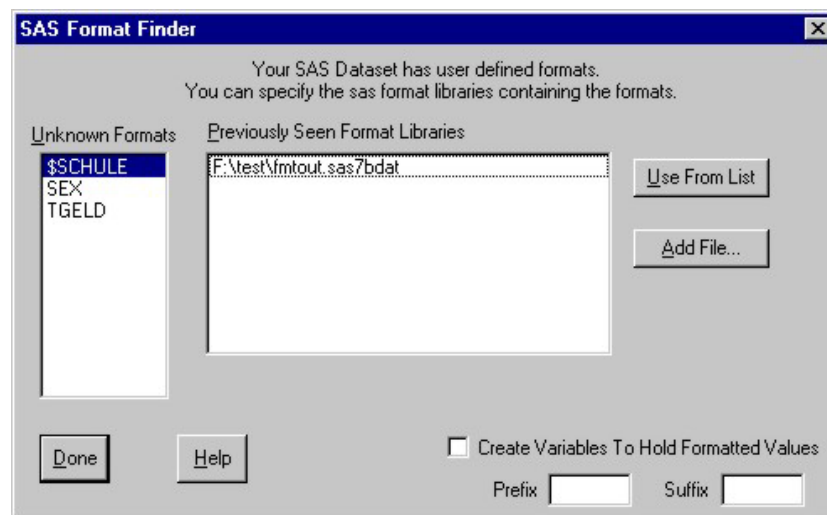 SAS Format Finder
Your SAS Dataset has user defined formats.
You can specify the sas format libraries containing the formats.
Unknown Formats
Previously Seen Format Libraries
$SCHULE
SEX
TGELD
F:\test\fmtout.sas7bdat
Use From List
Add File...
Done
Help
Create Variables To Hold Formatted Values
Prefix
Suffix